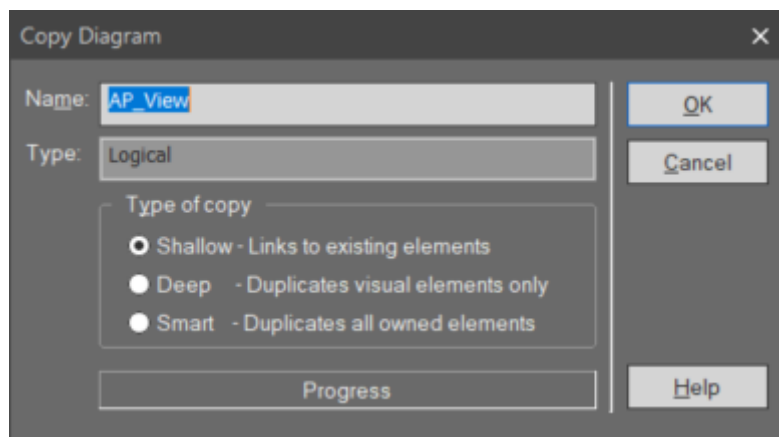 Copy Diagram
Name: AP_View
OK
Type: Logical
Cancel
Type of copy
Shallow - Links to existing elements
Deep - Duplicates visual elements only
Smart - Duplicates all owned elements
Progress
Help